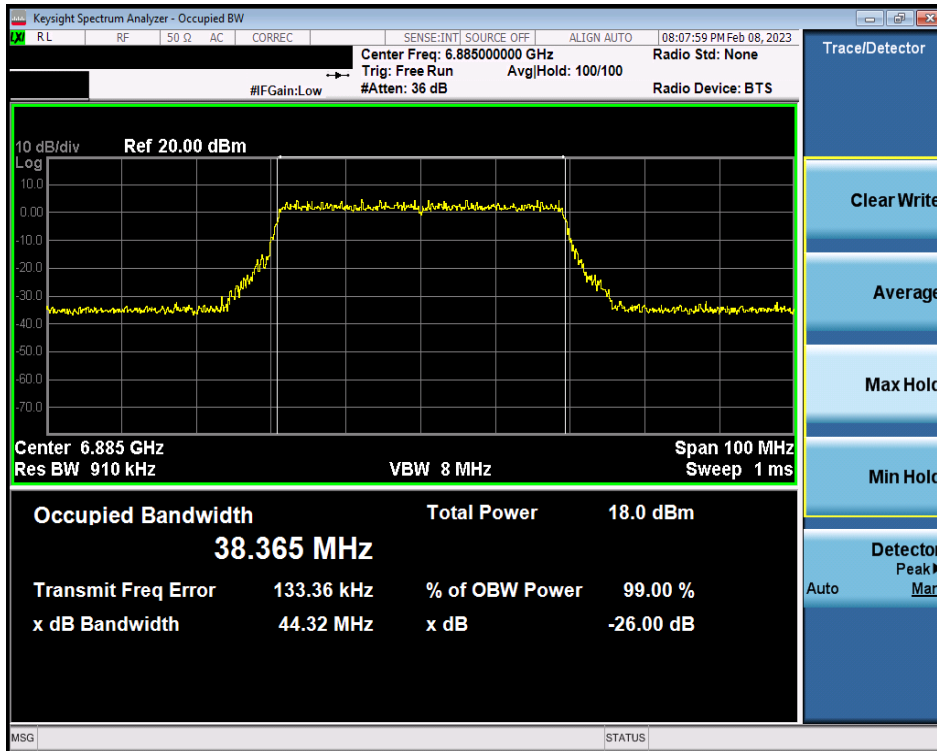 Keysight Spectrum Analyzer - Occupied BW
LXI RL RF 50 Ω AC CORREC SENSE:INT SOURCE OFF ALIGN AUTO 08:07:59 PM Feb 08, 2023
Center Freq: 6.885000000 GHz Radio Std: None
Trig: Free Run Avg|Hold: 100/100
#IFGain:Low #Atten: 36 dB Radio Device: BTS
Trace/Detector
10 dB/div Ref 20.00 dBm
Log
10.0
0.00
-10.0
-20.0
-30.0
-40.0
-50.0
-60.0
-70.0
Center 6.885 GHz Span 100 MHz
Res BW 910 kHz VBW 8 MHz Sweep 1 ms
Occupied Bandwidth Total Power 18.0 dBm
38.365 MHz
Transmit Freq Error 133.36 kHz % of OBW Power 99.00 %
x dB Bandwidth 44.32 MHz x dB -26.00 dB
Clear Write
Average
Max Hold
Min Hold
Detector
Peak
Auto Man
MSG STATUS